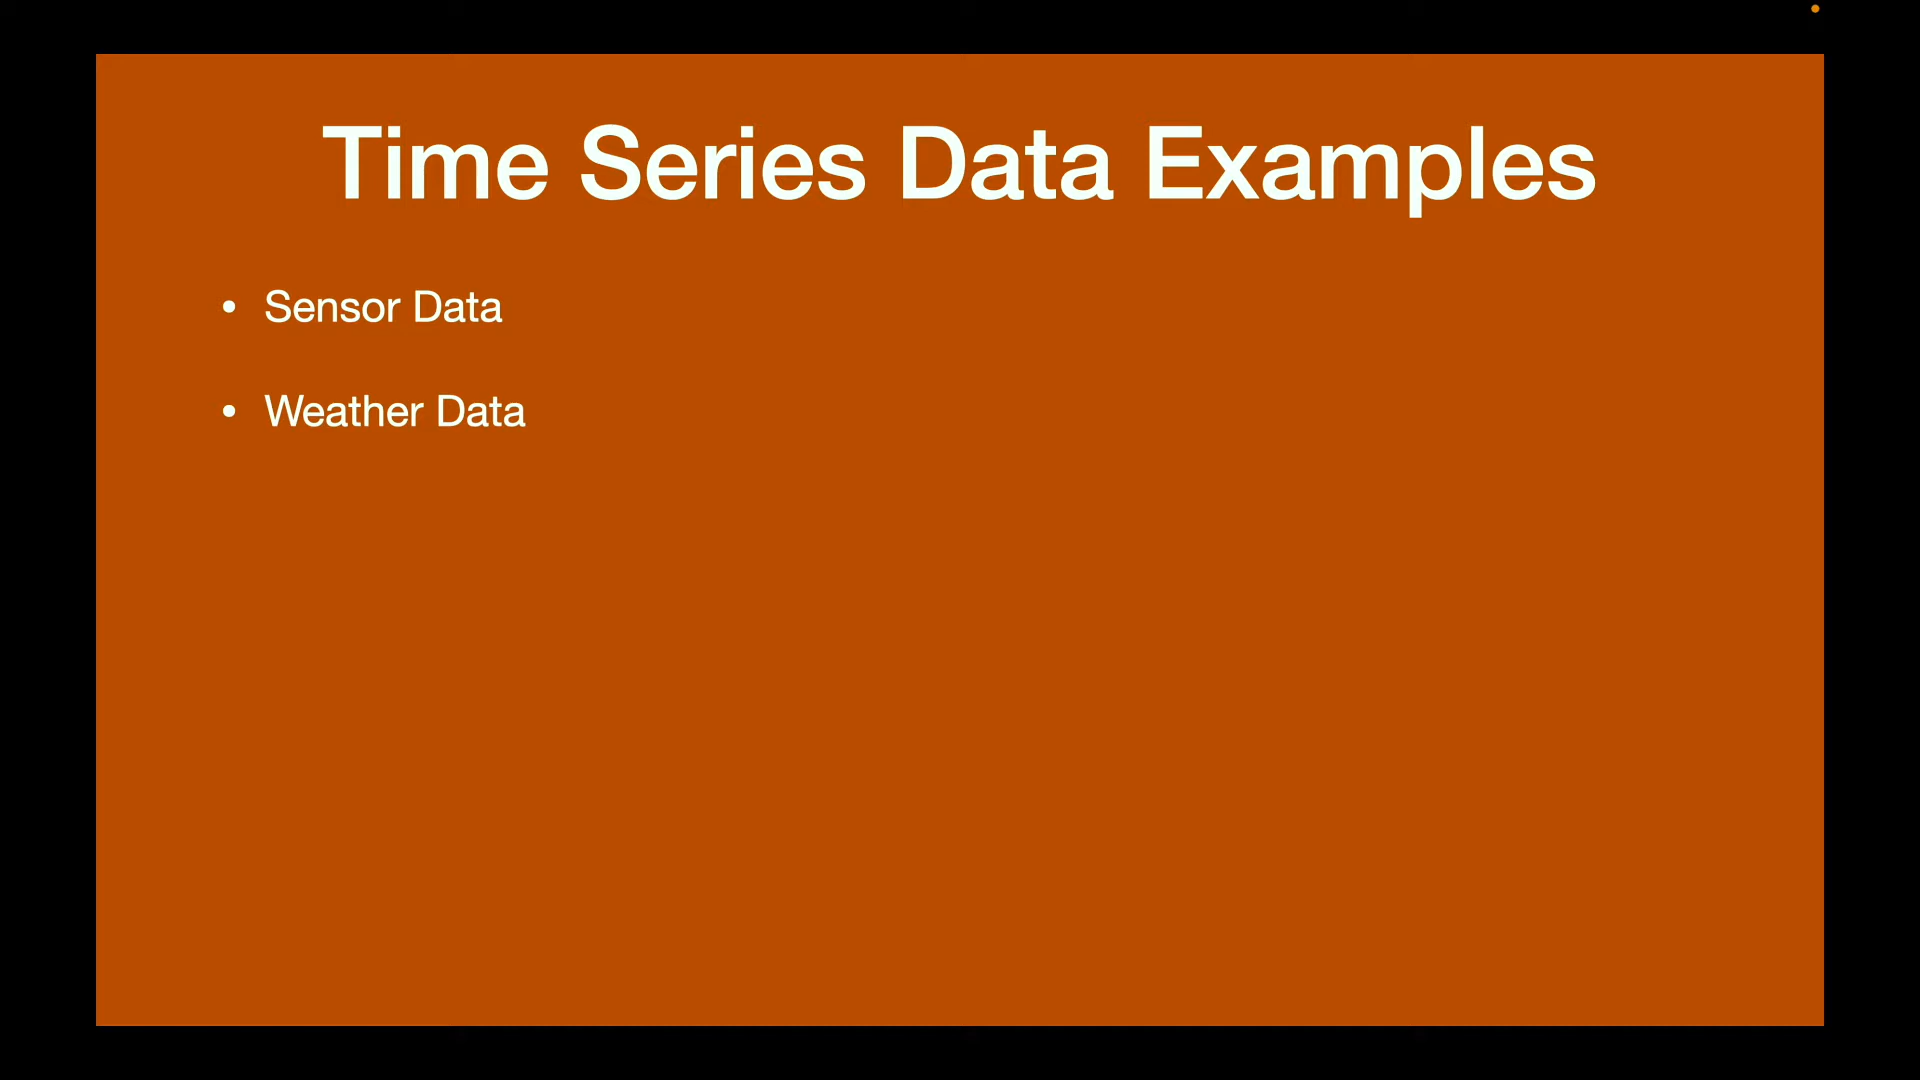 Time Series Data Examples
• Sensor Data
• Weather Data